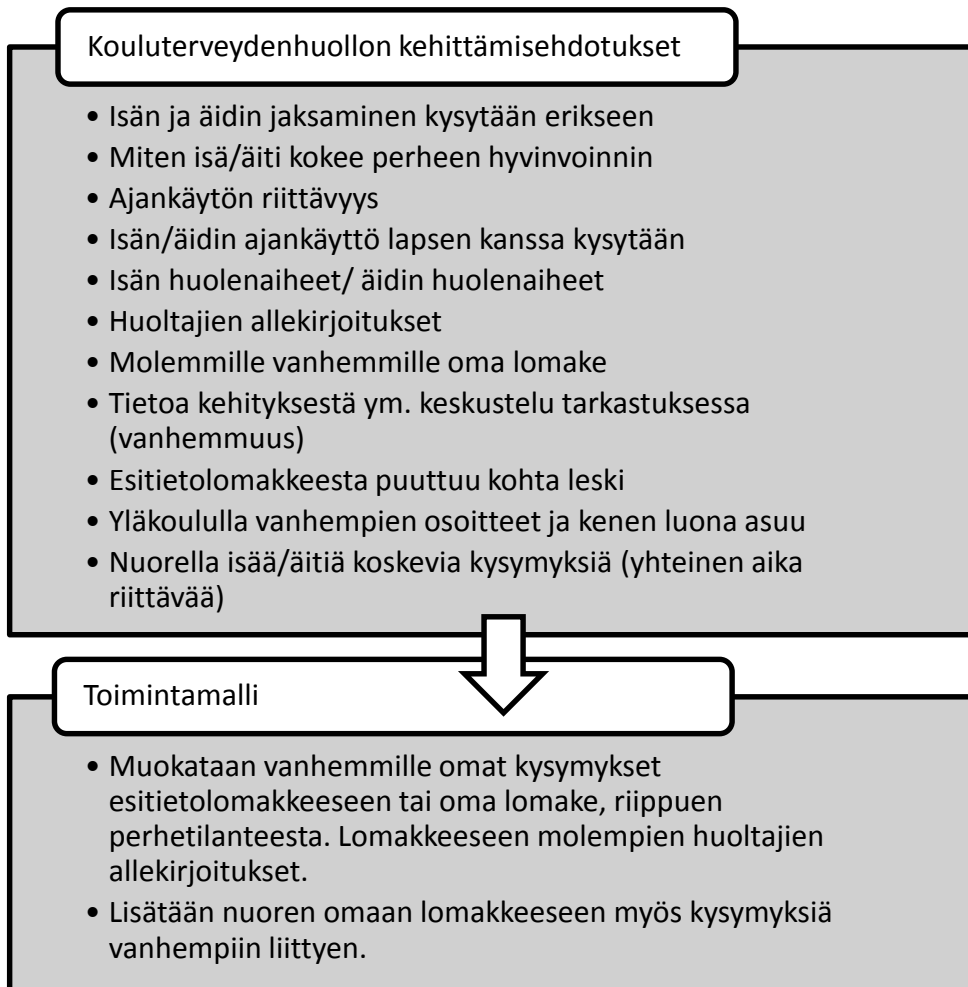 Kouluterveydenhuollon kehittämisehdotukset
• Isän ja äidin jaksaminen kysytään erikseen
• Miten isä/äiti kokee perheen hyvinvoinnin
• Ajankäytön riittävyys
• Isän/äidin ajankäyttö lapsen kanssa kysytään
• Isän huolenaiheet/ äidin huolenaiheet
• Huoltajien allekirjoitukset
• Molemmille vanhemmille oma lomake
• Tietoa kehityksestä ym. keskustelu tarkastuksessa
(vanhemmuus)
• Esitietolomakkeesta puuttuu kohta leski
• Yläkoululla vanhempien osoitteet ja kenen luona asuu
• Nuorella isää/äitiä koskevia kysymyksiä (yhteinen aika
riittävää)
Toimintamalli
• Muokataan vanhemmille omat kysymykset
esitietolomakkeeseen tai oma lomake, riippuen
perhetilanteesta. Lomakkeeseen molempien huoltajien
allekirjoitukset.
• Lisätään nuoren omaan lomakkeeseen myös kysymyksiä
vanhempiin liittyen.